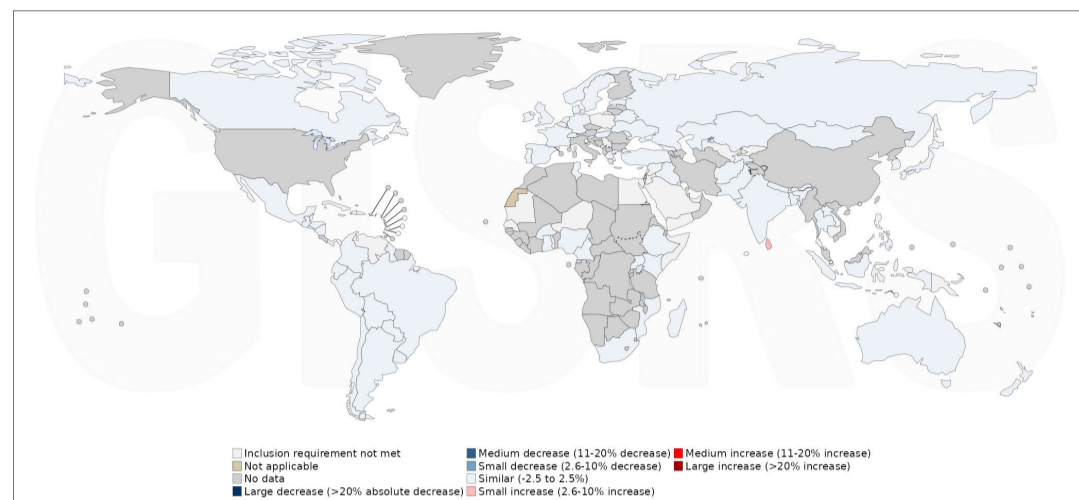 GISRS
Inclusion requirement not met
Not applicable
No data
Large decrease (>20% absolute decrease)
Medium decrease (11-20% decrease)
Small decrease (2.6-10% decrease)
Similar (-2.5 to 2.5%)
Small increase (2.6-10% increase)
Medium increase (11-20% increase)
Large increase (>20% increase)